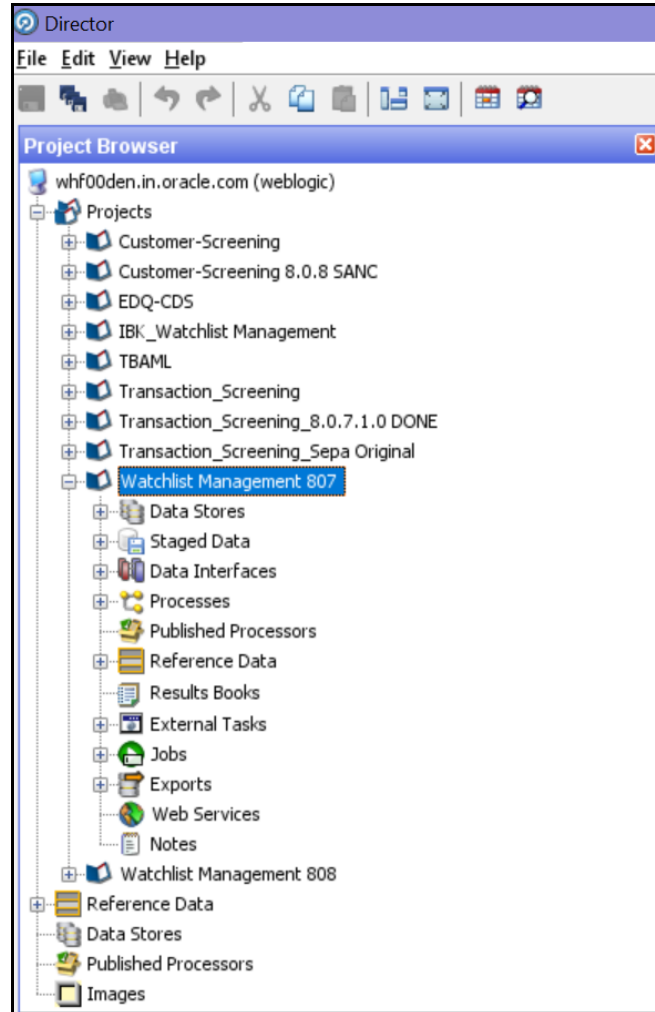 Director
File Edit View Help
Project Browser
whf00den.in.oracle.com (weblogic)
Projects
Customer-Screening
Customer-Screening 8.0.8 SANC
EDQ-CDS
IBK_Watchlist Management
TBAML
Transaction_Screening
Transaction_Screening_8.0.7.1.0 DONE
Transaction_Screening_Sepa Original
Watchlist Management 807
Data Stores
Staged Data
Data Interfaces
Processes
Published Processors
Reference Data
Results Books
External Tasks
Jobs
Exports
Web Services
Notes
Watchlist Management 808
Reference Data
Data Stores
Published Processors
Images